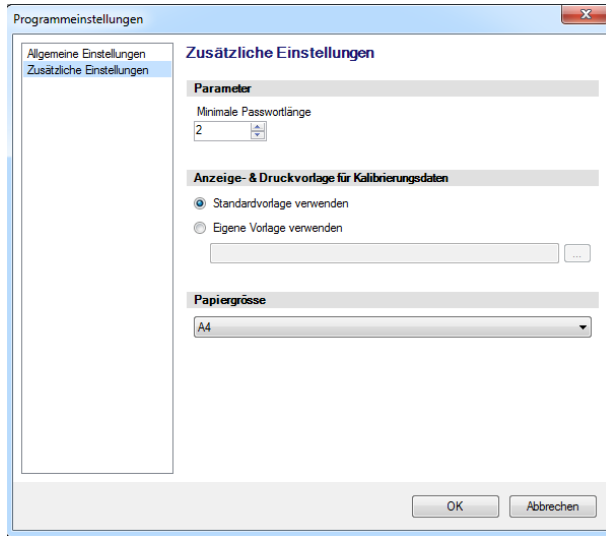 Programmeinstellungen
Allgemeine Einstellungen
Zusätzliche Einstellungen
Zusätzliche Einstellungen
Parameter
Minimale Passwortlänge
2
Anzeige- & Druckvorlage für Kalibrierungsdaten
Standardvorlage verwenden
Eigene Vorlage verwenden
...
Papiergrösse
A4
OK
Abbrechen